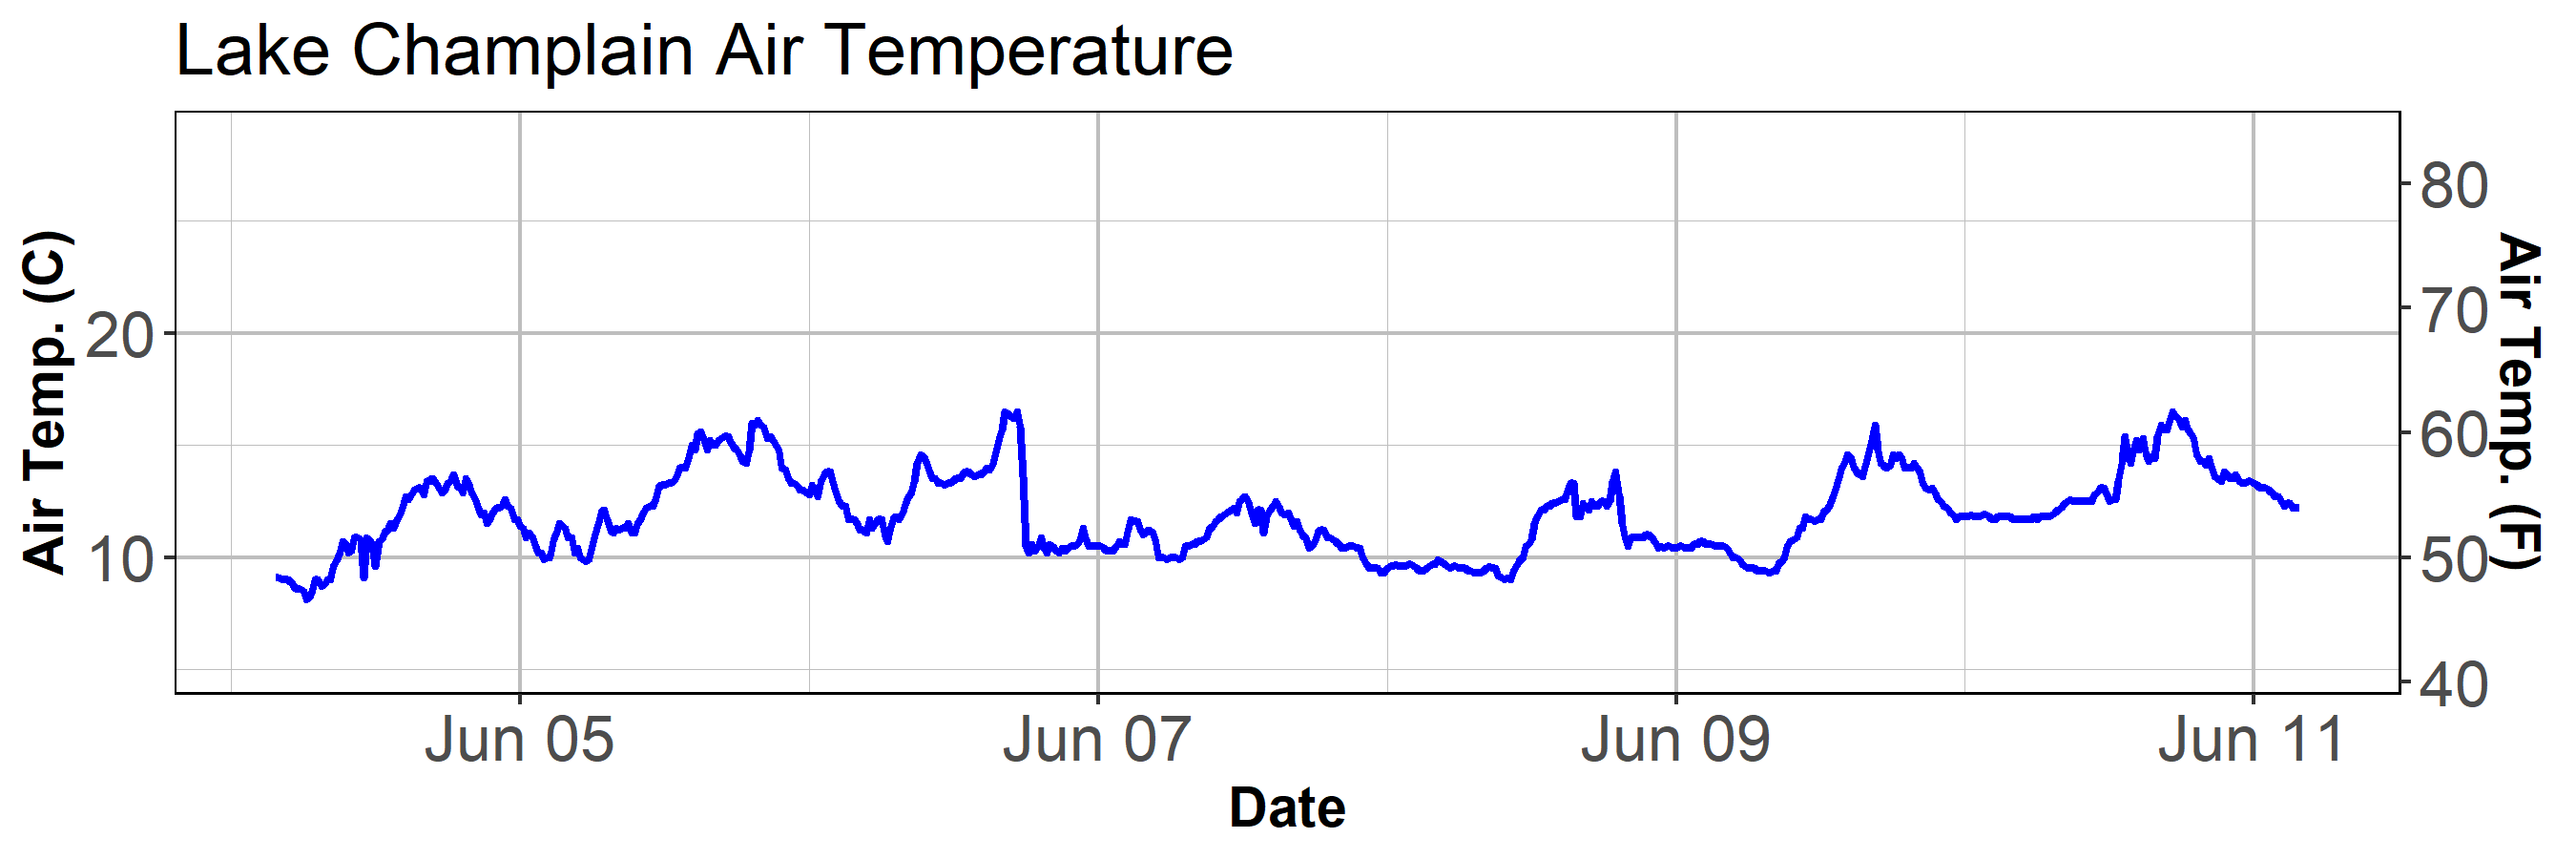 Lake Champlain Air Temperature
Air Temp. (C)
20
10
80
70
60
50
40
Air Temp. (F)
Jun 05
Jun 07
Jun 09
Jun 11
Date